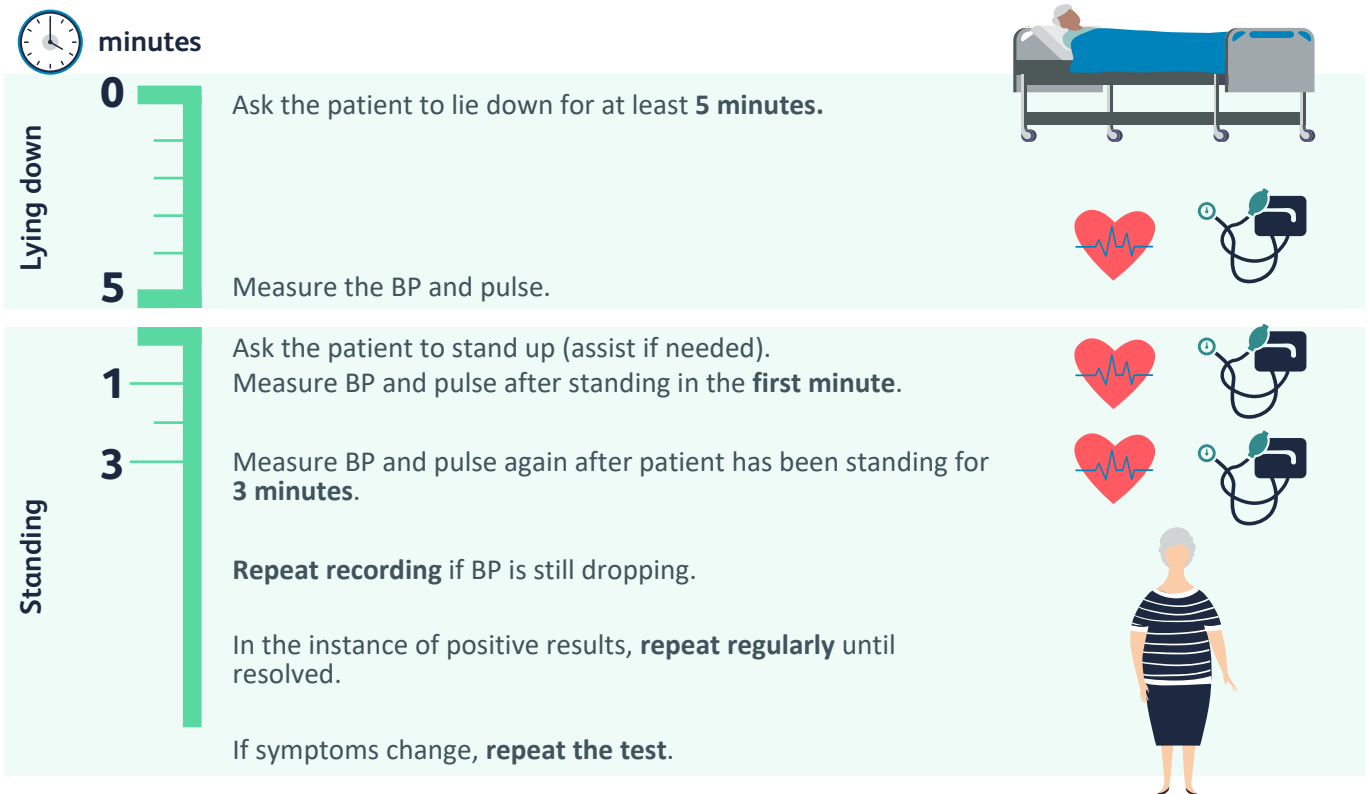 minutes
Lying down
0
Ask the patient to lie down for at least 5 minutes.
5
Measure the BP and pulse.
Standing
Ask the patient to stand up (assist if needed).
1
Measure BP and pulse after standing in the first minute.
3
Measure BP and pulse again after patient has been standing for
3 minutes.
Repeat recording if BP is still dropping.
In the instance of positive results, repeat regularly until
resolved.
If symptoms change, repeat the test.